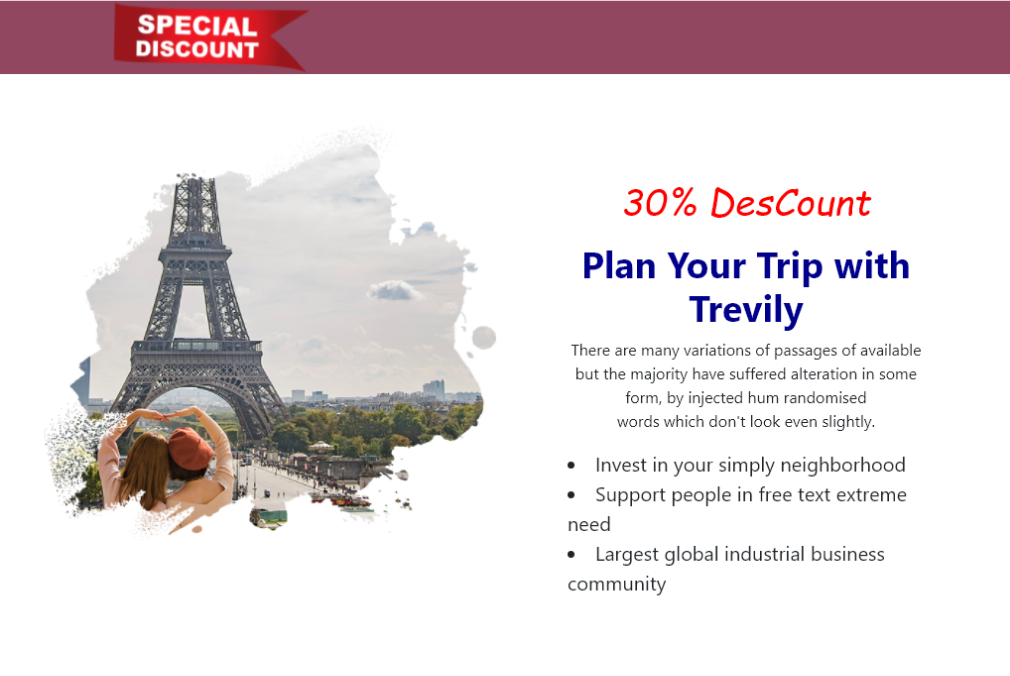 SPECIAL
DISCOUNT
30% DesCount
Plan Your Trip with
Trevily
There are many variations of passages of available
but the majority have suffered alteration in some
form, by injected hum randomised
words which don't look even slightly.
• Invest in your simply neighborhood
• Support people in free text extreme
need
• Largest global industrial business
community